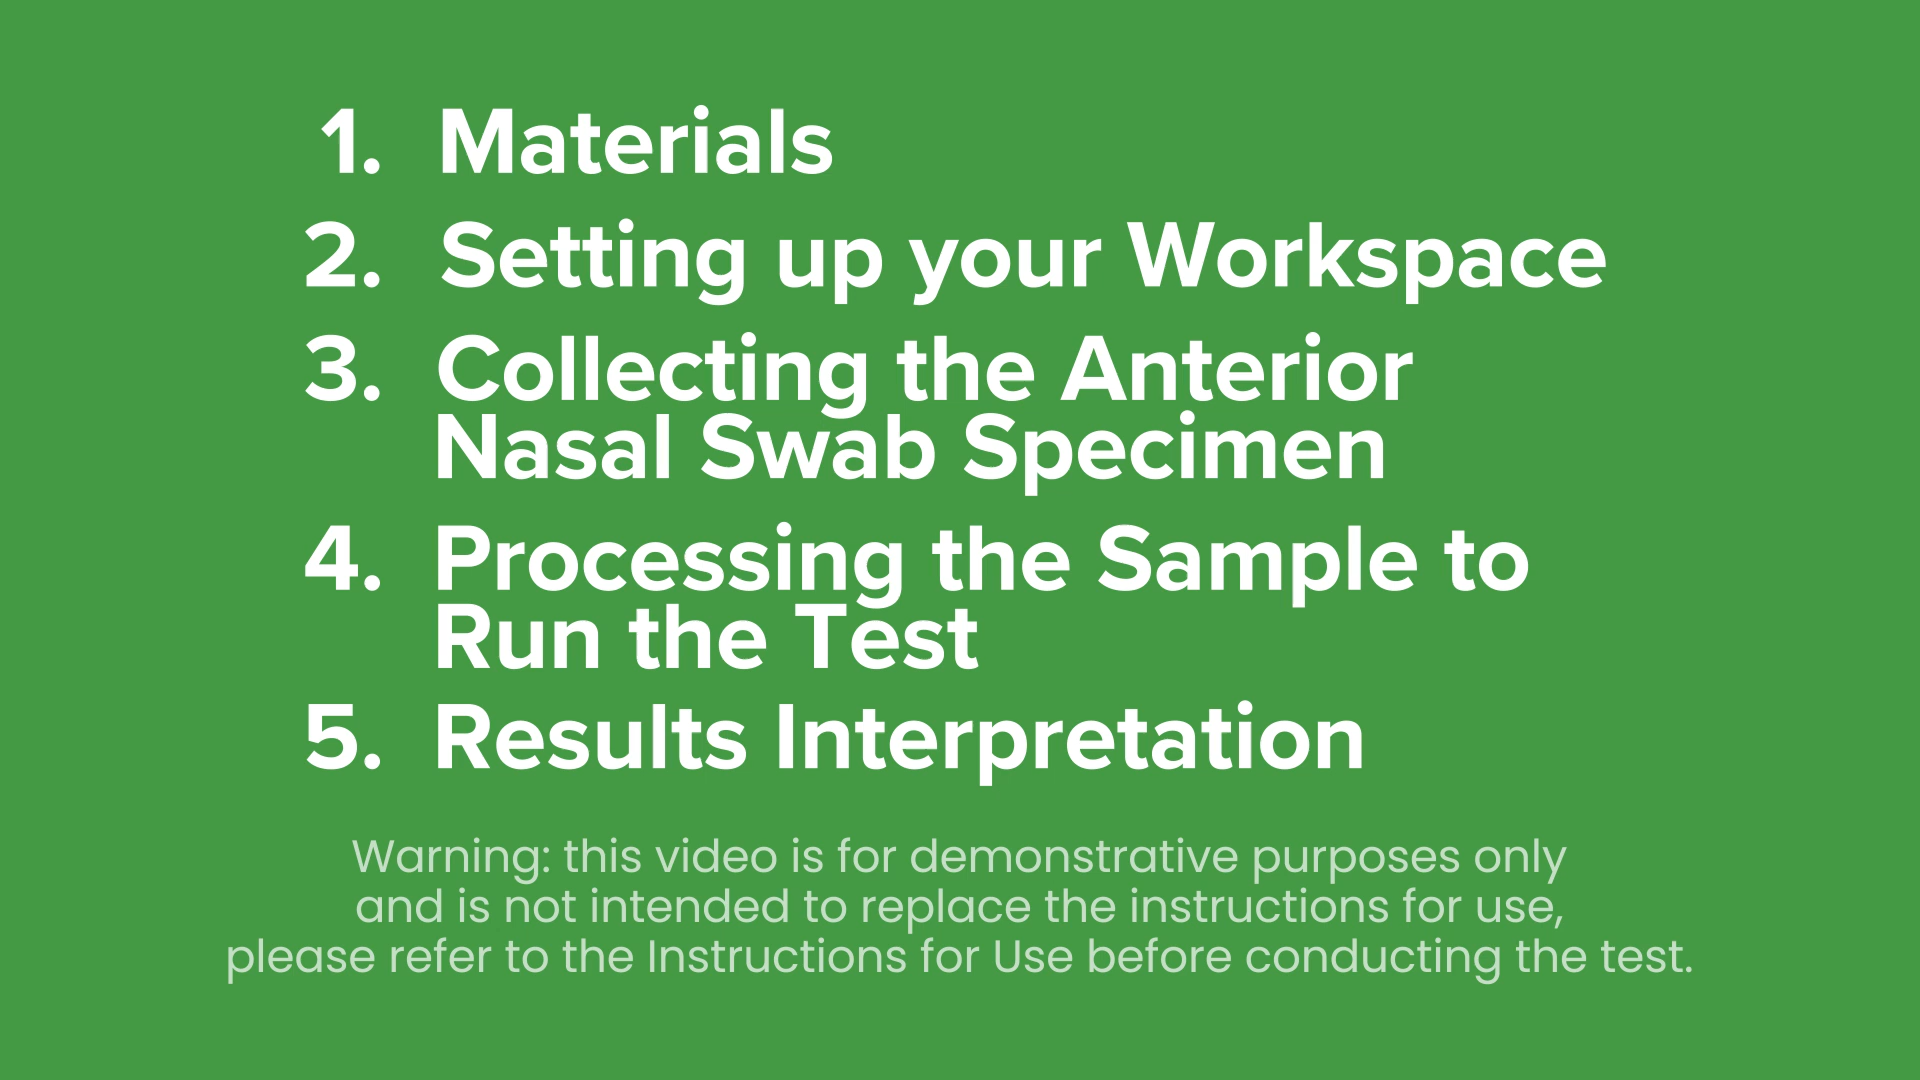 1. Materials
2. Setting up your Workspace
3. Collecting the Anterior
Nasal Swab Specimen
4. Processing the Sample to
Run the Test
5. Results Interpretation
Warning: this video is for demonstrative purposes only
and is not intended to replace the instructions for use,
please refer to the Instructions for Use before conducting the test.